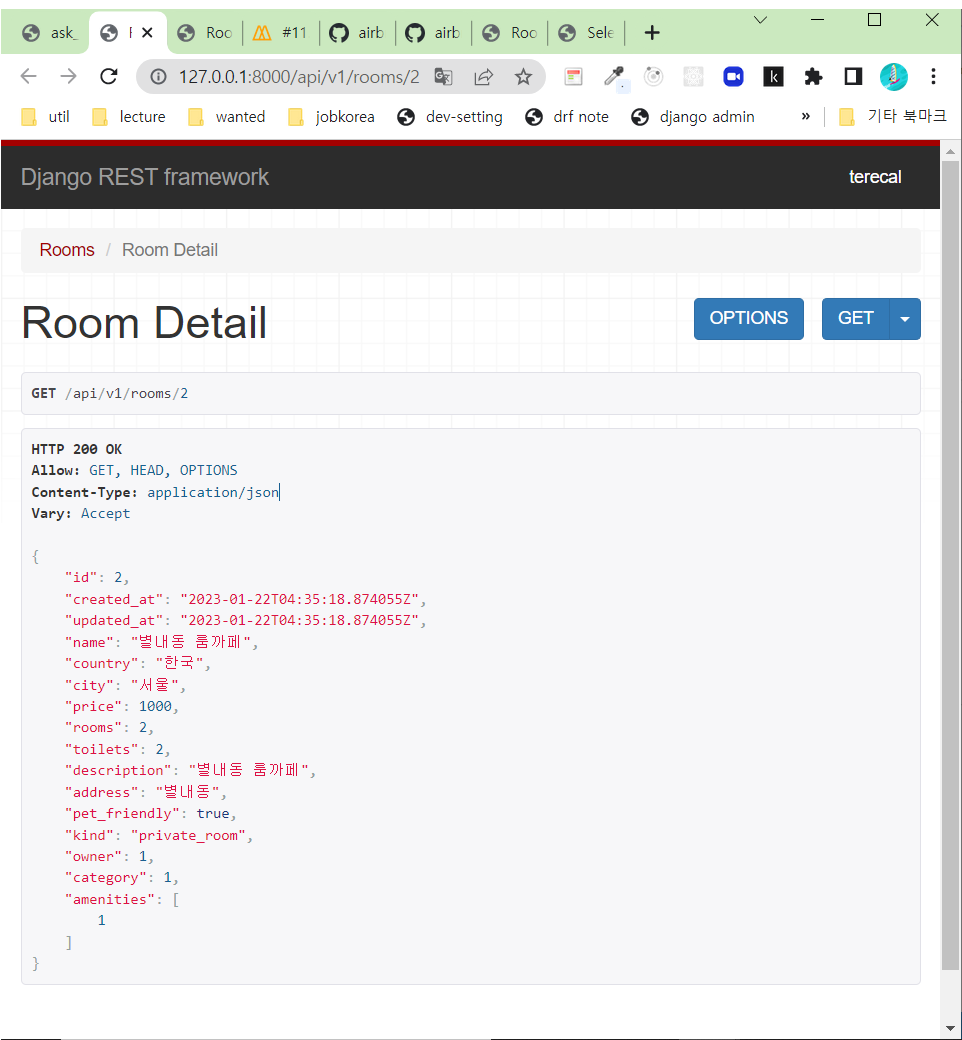 ask_
F
Roo
#11
airb
airb
Roo
Sele
127.0.0.1:8000/api/v1/rooms/2
util
lecture
wanted
jobkorea
dev-setting
drf note
django admin
»
기타 북마크
Django REST framework
terecal
Rooms / Room Detail
Room Detail
OPTIONS
GET
GET /api/v1/rooms/2
HTTP 200 OK
Allow: GET, HEAD, OPTIONS
Content-Type: application/json
Vary: Accept
{
    "id": 2,
    "created_at": "2023-01-22T04:35:18.874055Z",
    "updated_at": "2023-01-22T04:35:18.874055Z",
    "name": "별내동 룸까페",
    "country": "한국",
    "city": "서울",
    "price": 1000,
    "rooms": 2,
    "toilets": 2,
    "description": "별내동 룸까페",
    "address": "별내동",
    "pet_friendly": true,
    "kind": "private_room",
    "owner": 1,
    "category": 1,
    "amenities": [
        1
    ]
}